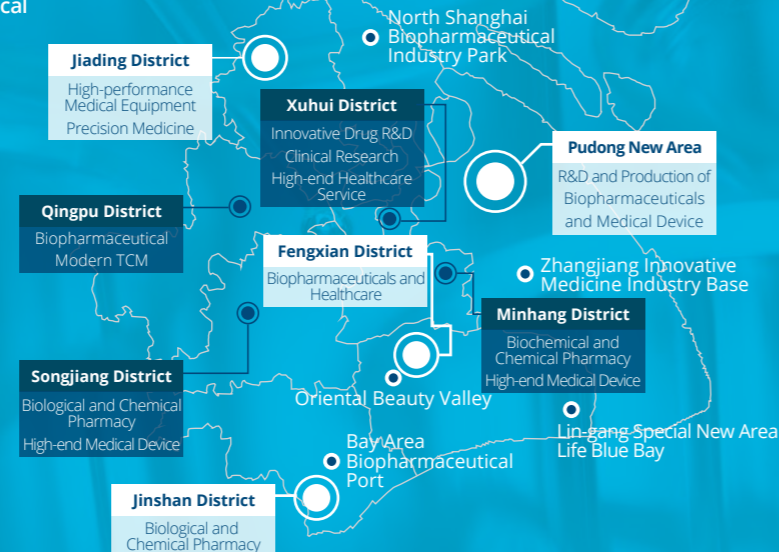 cal
North Shanghai
Biopharmaceutical
Industry Park
Jiading District
High-performance
Medical Equipment
Precision Medicine
Xuhui District
Innovative Drug R&D
Clinical Research
High-end Healthcare
Service
Pudong New Area
R&D and Production of
Biopharmaceuticals
and Medical Device
Qingpu District
Biopharmaceutical
Modern TCM
Fengxian District
Biopharmaceuticals and
Healthcare
Zhangjiang Innovative
Medicine Industry Base
Minhang District
Biochemical and
Chemical Pharmacy
High-end Medical Device
Songjiang District
Biological and Chemical
Pharmacy
High-end Medical Device
Oriental Beauty Valley
Lin-gang Special New Area
Life Blue Bay
Bay Area
Biopharmaceutical
Port
Jinshan District
Biological and
Chemical Pharmacy